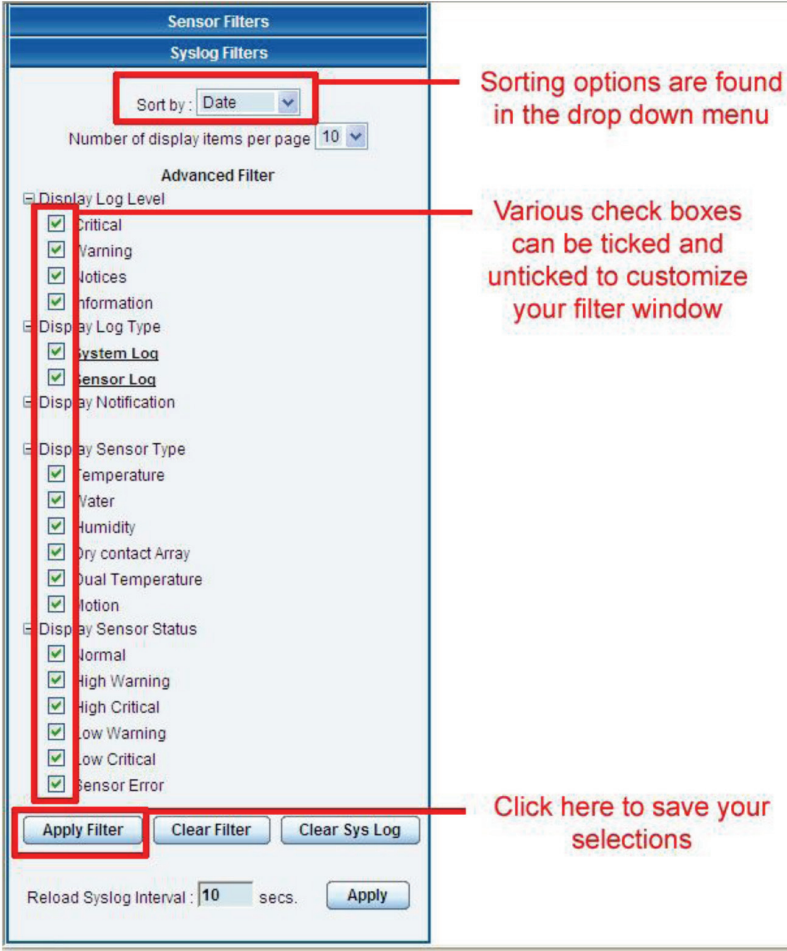 Sensor Filters
Syslog Filters
Sort by : Date
Number of display items per page 10
Advanced Filter
Display Log Level
Critical
Warning
Notices
Information
Display Log Type
System Log
Sensor Log
Display Notification
Display Sensor Type
Temperature
Water
Humidity
Dry contact Array
Dual Temperature
Motion
Display Sensor Status
Normal
High Warning
High Critical
Low Warning
Low Critical
Sensor Error
Apply Filter Clear Filter Clear Sys Log
Reload Syslog Interval : 10 secs. Apply
Sorting options are found
in the drop down menu
Various check boxes
can be ticked and
unticked to customize
your filter window
Click here to save your
selections